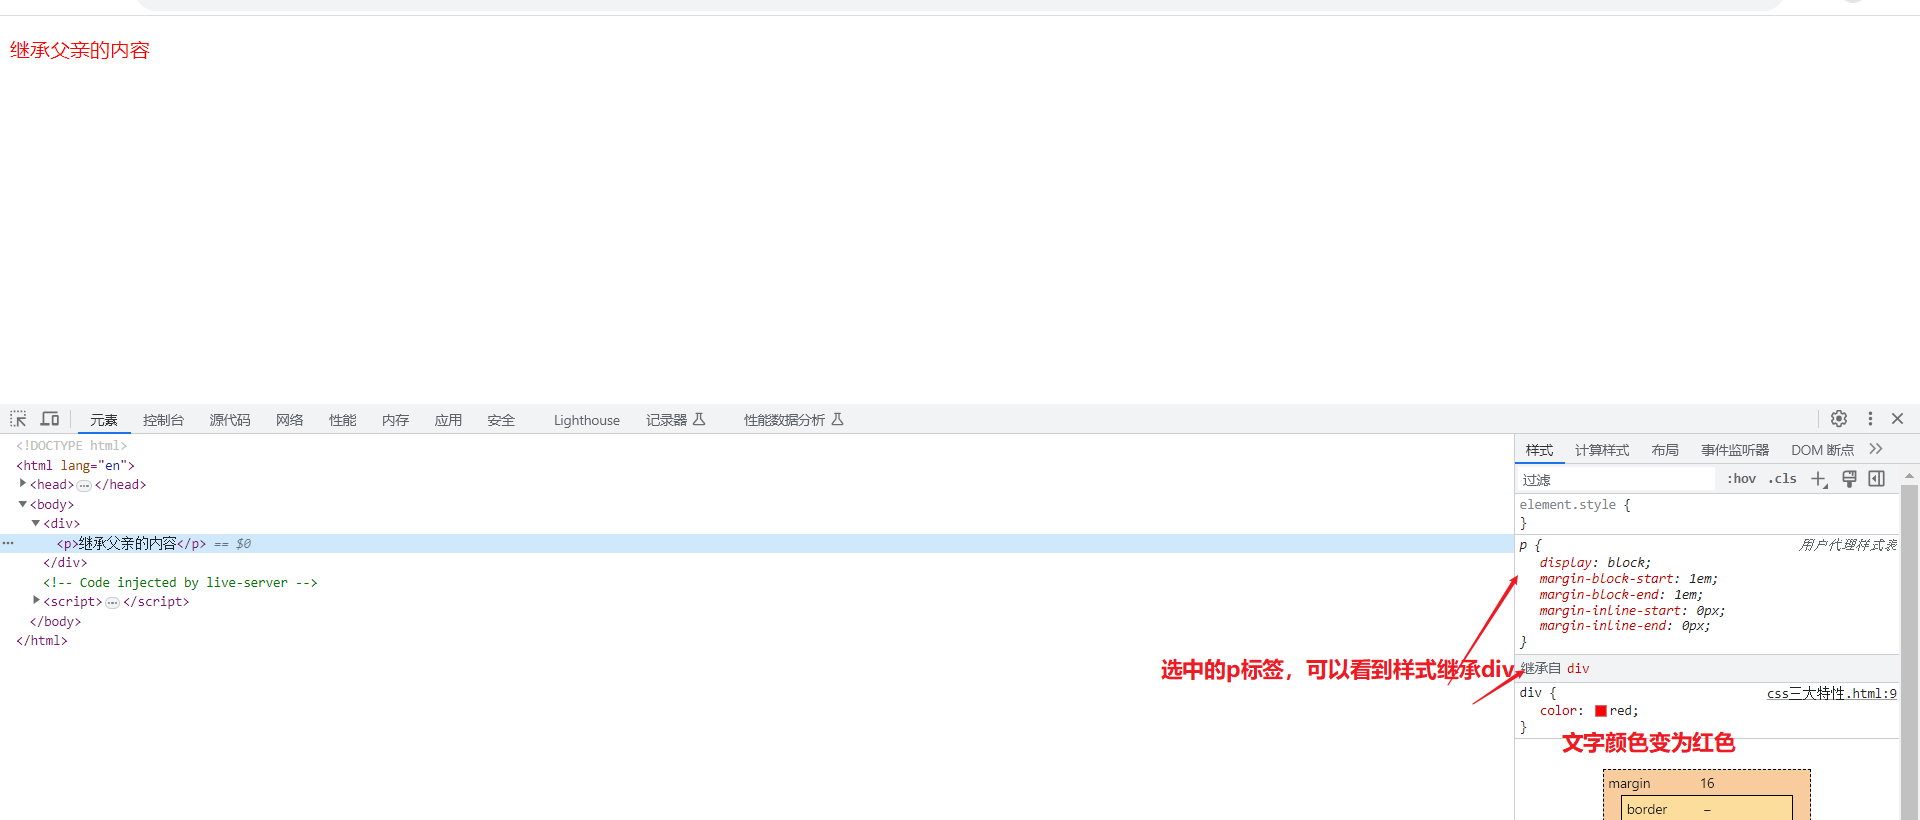 继承父亲的内容
元素 控制台 源代码 网络 性能 内存 应用 安全 Lighthouse 记录器 性能数据分析
<!DOCTYPE html>
<html lang="en">
<head>…</head>
<body>
<div>
<p>继承父亲的内容</p> == $0
</div>
<!-- Code injected by live-server -->
<script>…</script>
</body>
</html>
选中的p标签，可以看到样式继承div
样式 计算样式 布局 事件监听器 DOM 断点
过滤 :hov .cls
element.style {
}
p { 用户代理样式表
display: block;
margin-block-start: 1em;
margin-block-end: 1em;
margin-inline-start: 0px;
margin-inline-end: 0px;
}
继承自 div
div { css三大特性.html:9
color: red;
}
文字颜色变为红色
margin 16
border –